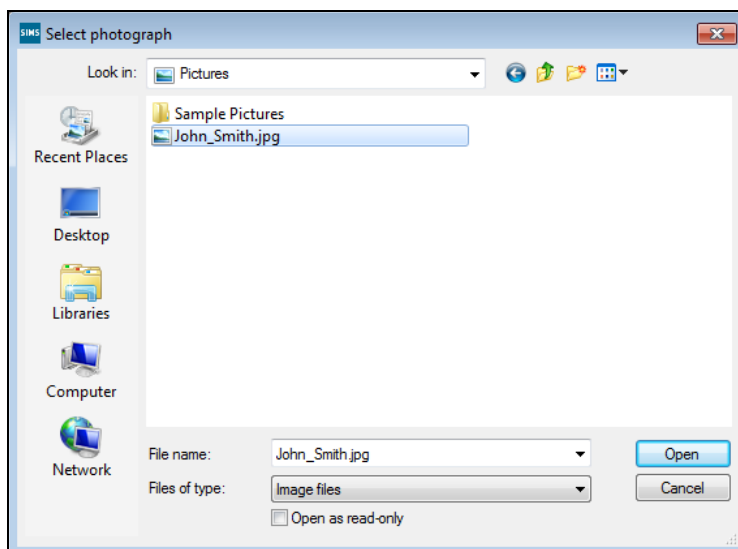 SIMS Select photograph
Look in: Pictures
Sample Pictures
John_Smith.jpg
Recent Places
Desktop
Libraries
Computer
Network
File name: John_Smith.jpg Open
Files of type: Image files Cancel
Open as read-only